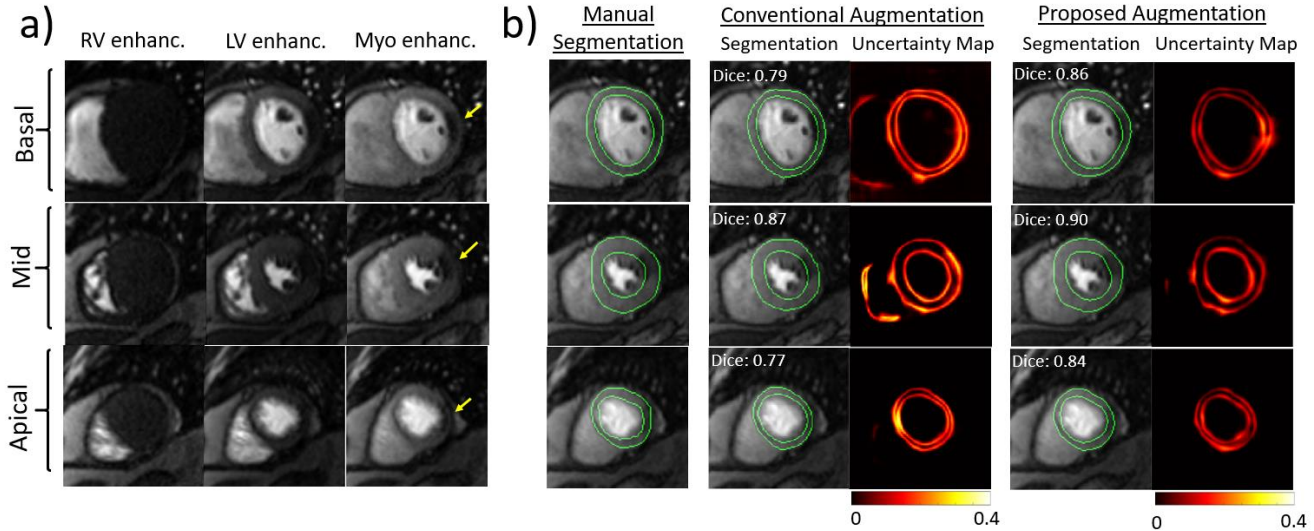 a)
RV enhanc. LV enhanc. Myo enhanc.
Basal
Mid
Apical
b)
Manual
Segmentation
Conventional Augmentation
Segmentation Uncertainty Map
Proposed Augmentation
Segmentation Uncertainty Map
Dice: 0.79
Dice: 0.86
Dice: 0.87
Dice: 0.90
Dice: 0.77
Dice: 0.84
0 0.4
0 0.4